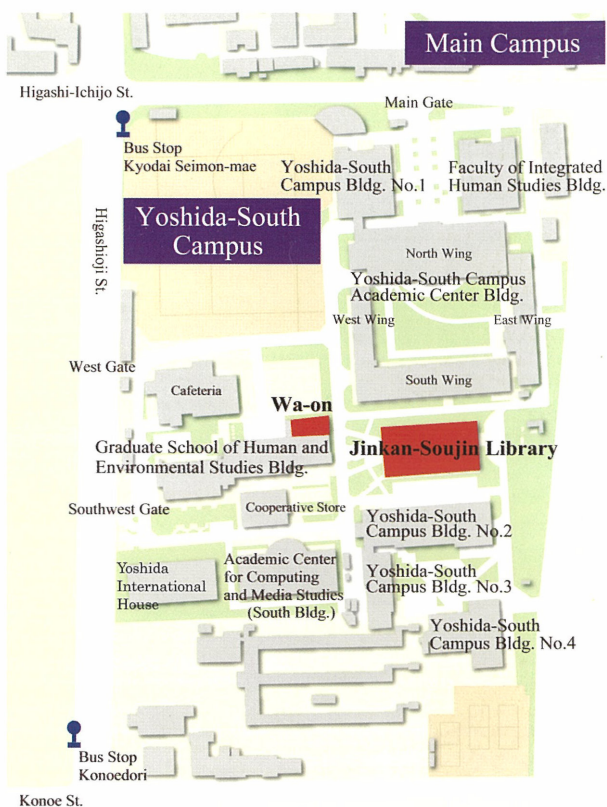 Main Campus
Higashi-Ichijo St.
Main Gate
Bus Stop
Kyodai Seimon-mae
Yoshida-South
Campus Bldg. No.1
Faculty of Integrated
Human Studies Bldg.
Yoshida-South
Campus
Higashioji St.
North Wing
Yoshida-South Campus
Academic Center Bldg.
West Wing
East Wing
West Gate
South Wing
Cafeteria
Wa-on
Graduate School of Human and
Environmental Studies Bldg.
Jinkan-Soujin Library
Southwest Gate
Cooperative Store
Yoshida-South
Campus Bldg. No.2
Yoshida
International
House
Academic Center
for Computing
and Media Studies
(South Bldg.)
Yoshida-South
Campus Bldg. No.3
Yoshida-South
Campus Bldg. No.4
Bus Stop
Konoedori
Konoe St.